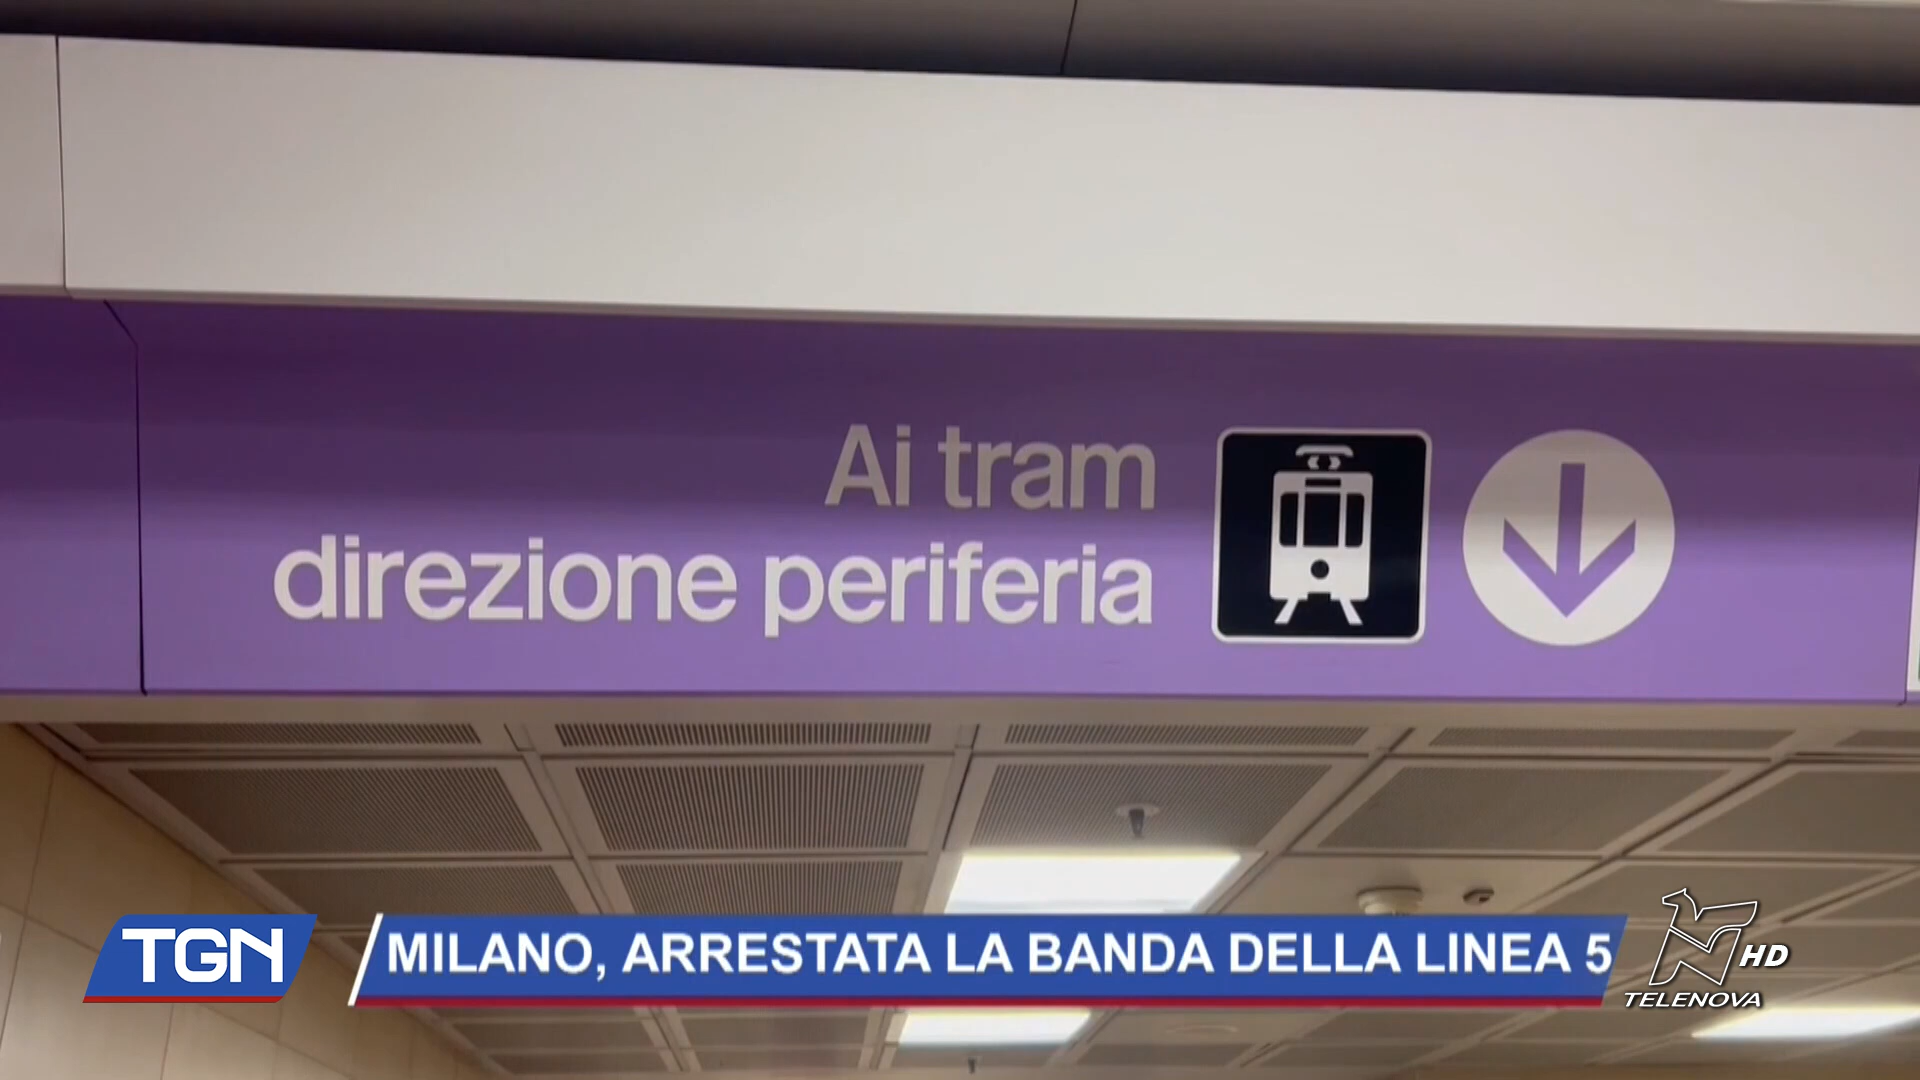 Ai tram
direzione periferia
TGN
MILANO, ARRESTATA LA BANDA DELLA LINEA 5
HD
TELENOVA